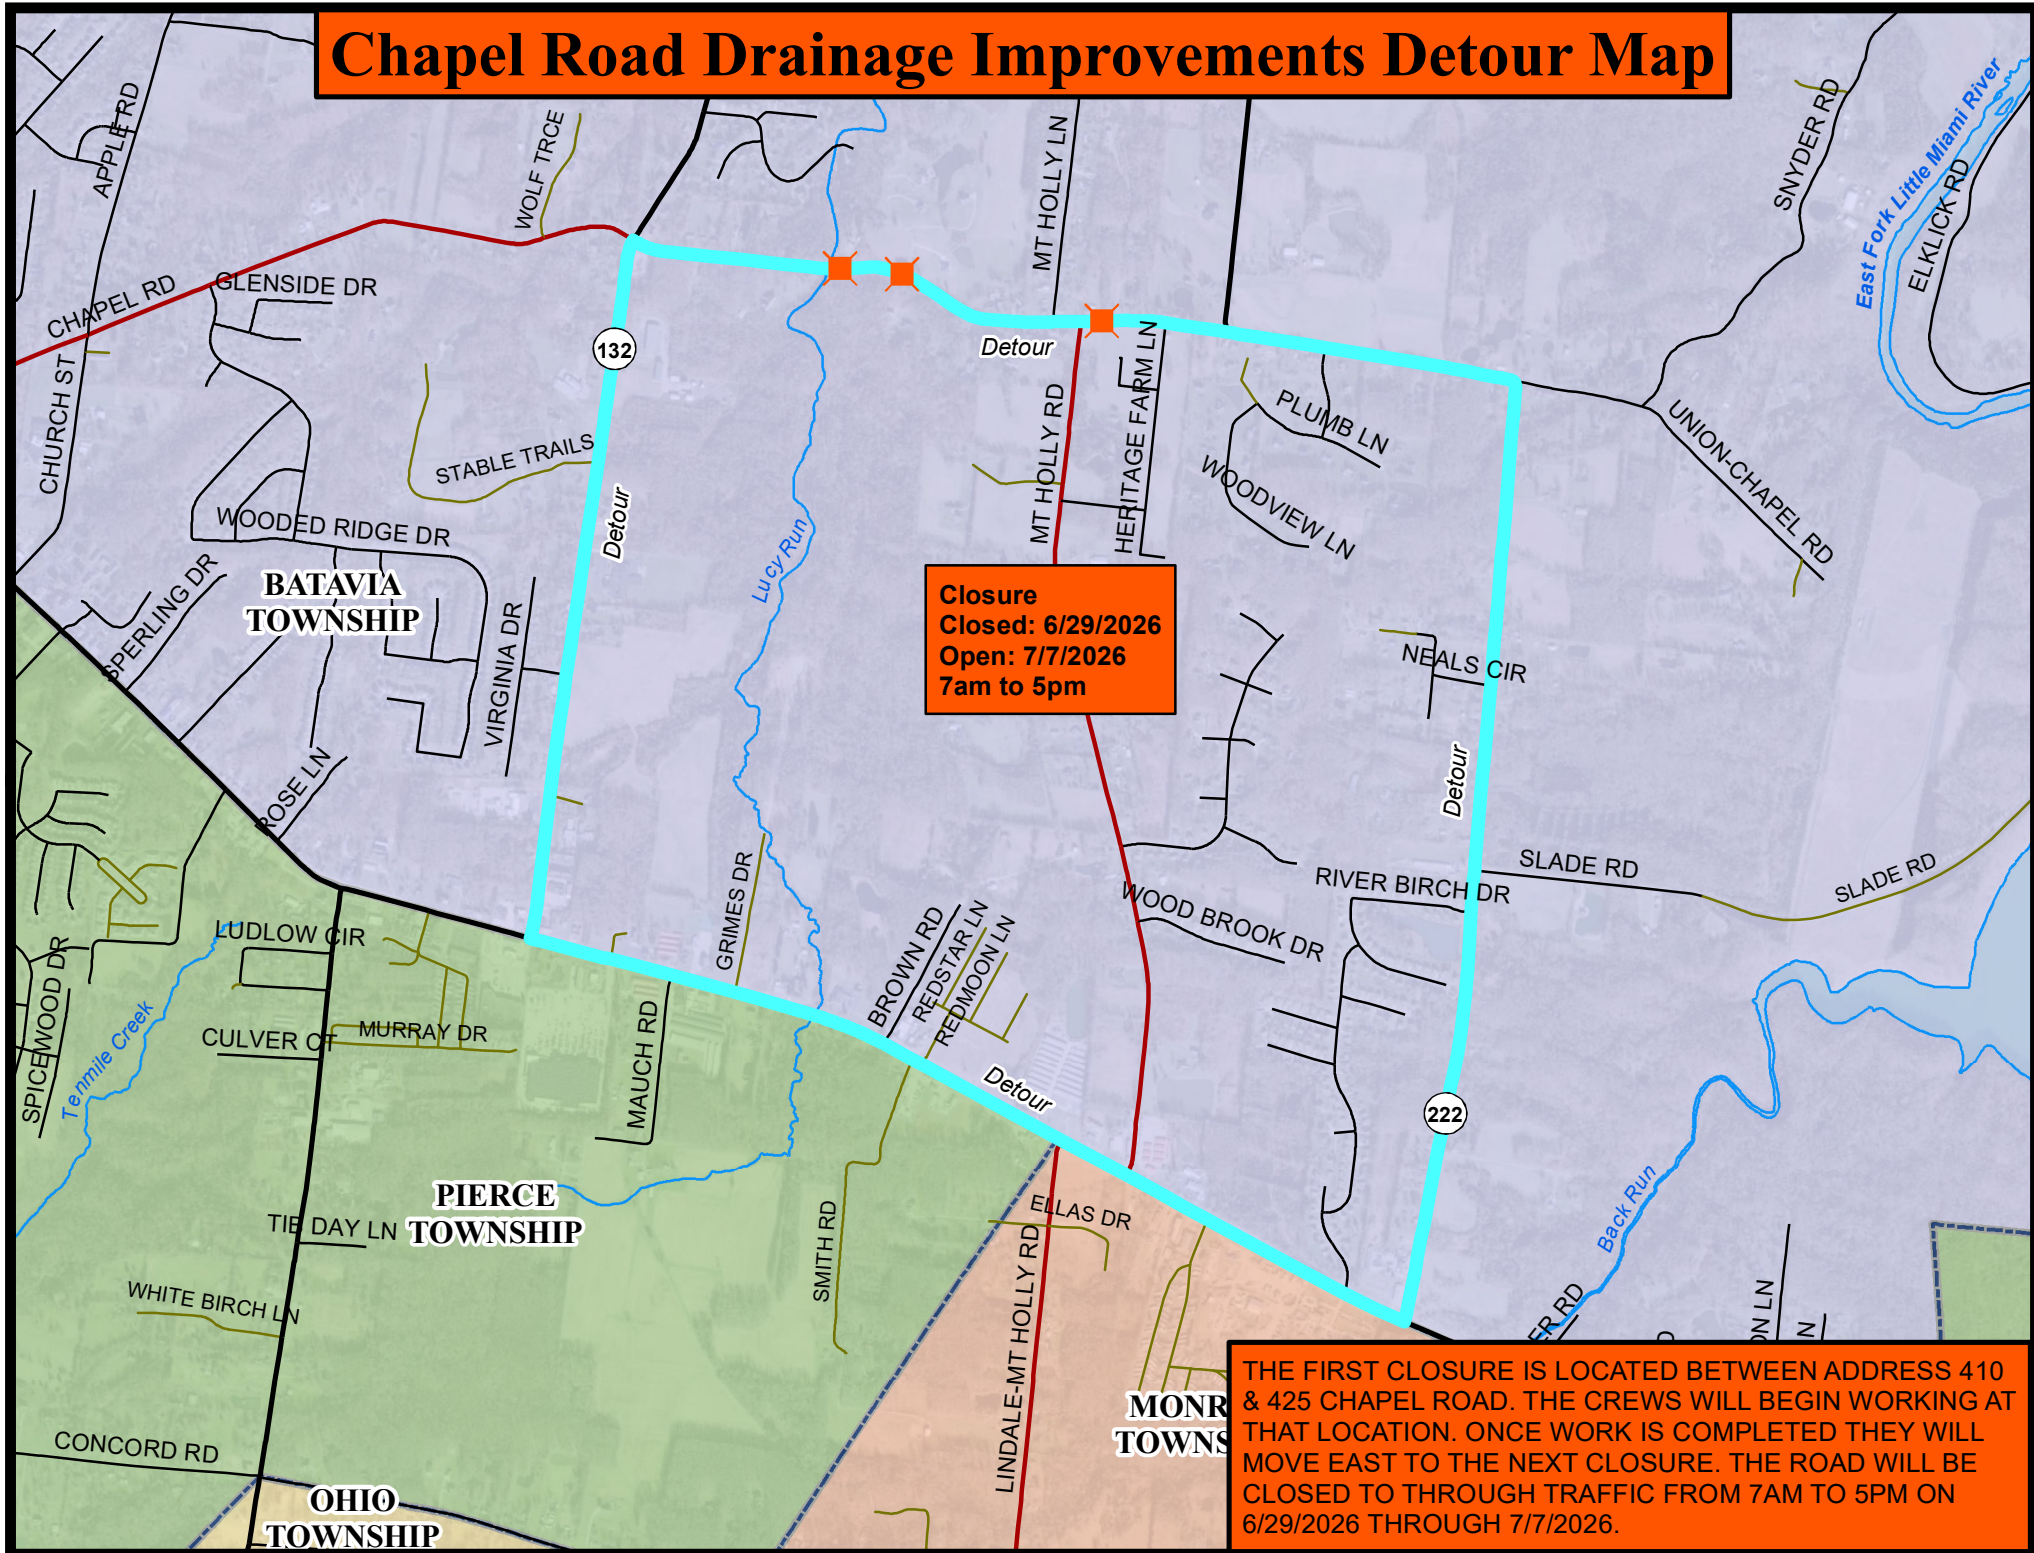 Chapel Road Drainage Improvements Detour Map
APPLE RD
WOLF TRCE
MT HOLLY LN
SNYDER RD
East Fork Little Miami River
ELKLICK RD
CHAPEL RD
GLENSIDE DR
132
Detour
CHURCH ST
STABLE TRAILS
Detour
Lucy Run
MT HOLLY RD
HERITAGE FARM LN
PLUMB LN
WOODVIEW LN
UNION-CHAPEL RD
WOODED RIDGE DR
SPERLING DR
BATAVIA
TOWNSHIP
VIRGINIA DR
Closure
Closed: 6/29/2026
Open: 7/7/2026
7am to 5pm
NEALS CIR
Detour
ROSE LN
GRIMES DR
SLADE RD
SLADE RD
RIVER BIRCH DR
WOOD BROOK DR
BROWN RD
REDSTAR LN
REDMOON LN
LUDLOW CIR
SPICEWOOD DR
Tenmile Creek
CULVER CT
MURRAY DR
MAUCH RD
Detour
222
PIERCE
TOWNSHIP
TIE DAY LN
SMITH RD
ELLAS DR
LINDALE-MT HOLLY RD
Back Run
WHITE BIRCH LN
ER RD
D
ON LN
N
MONR
TOWNS
CONCORD RD
OHIO
TOWNSHIP
THE FIRST CLOSURE IS LOCATED BETWEEN ADDRESS 410
& 425 CHAPEL ROAD. THE CREWS WILL BEGIN WORKING AT
THAT LOCATION. ONCE WORK IS COMPLETED THEY WILL
MOVE EAST TO THE NEXT CLOSURE. THE ROAD WILL BE
CLOSED TO THROUGH TRAFFIC FROM 7AM TO 5PM ON
6/29/2026 THROUGH 7/7/2026.